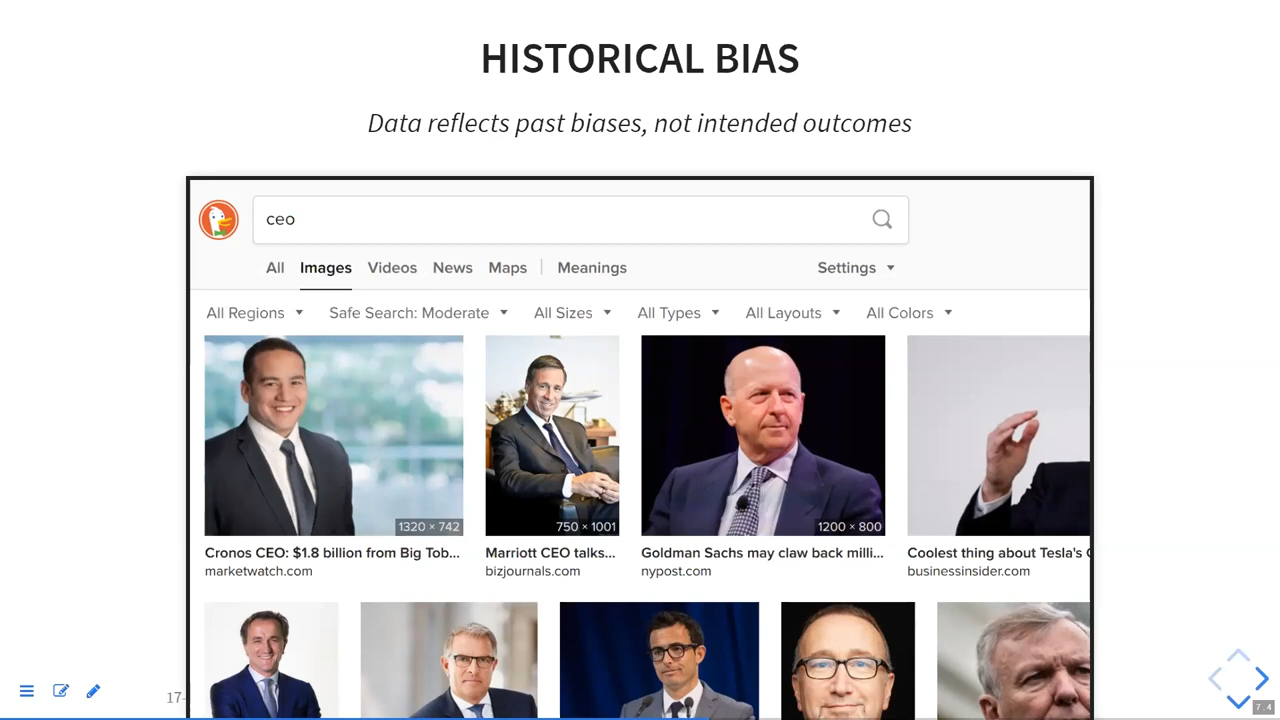 HISTORICAL BIAS
Data reflects past biases, not intended outcomes
ceo
All Images Videos News Maps Meanings Settings
All Regions Safe Search: Moderate All Sizes All Types All Layouts All Colors
1320 × 742 750 × 1001 1200 × 800
Cronos CEO: $1.8 billion from Big Tob... Marriott CEO talks... Goldman Sachs may claw back milli... Coolest thing about Tesla's
marketwatch.com bizjournals.com nypost.com businessinsider.com
17-
7.4